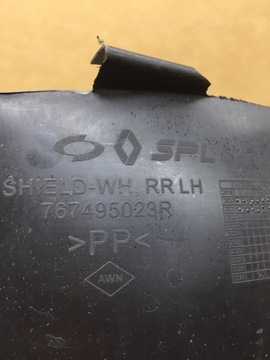 SFL
SHIELD-WH, RR LH
767495023R
>PP<
AWN